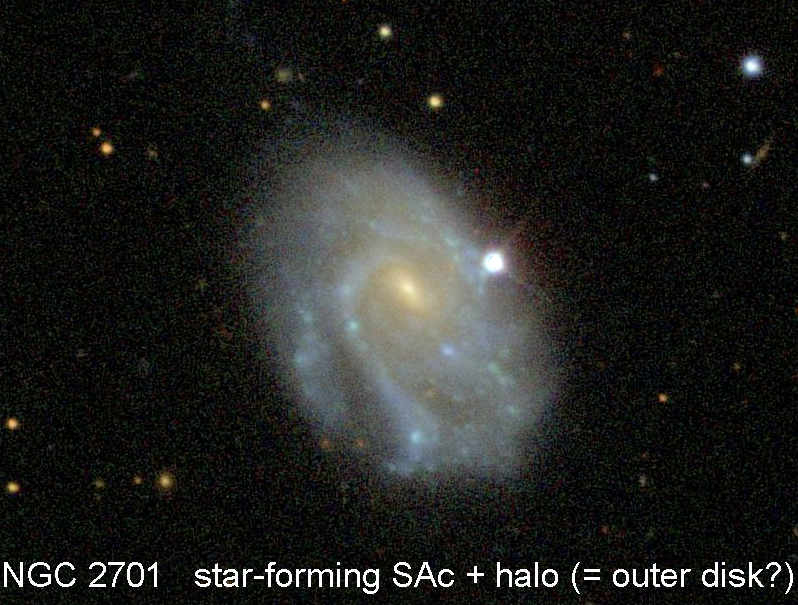 NGC 2701 star-forming SAc + halo (= outer disk?)